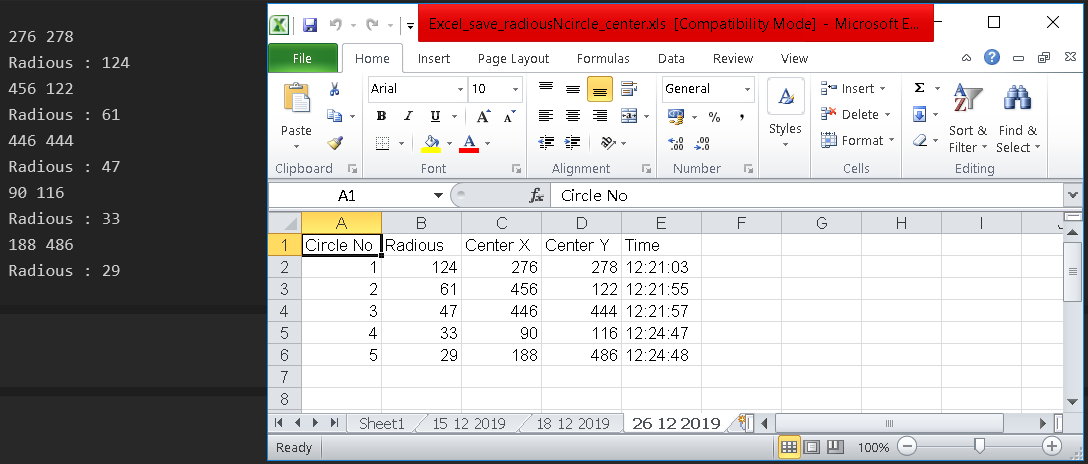 276 278
Radious : 124
456 122
Radious : 61
446 444
Radious : 47
90 116
Radious : 33
188 486
Radious : 29
Excel_save_radiousNcircle_center.xls [Compatibility Mode] - Microsoft E...
File Home Insert Page Layout Formulas Data Review View
Arial 10 General Insert
Paste B I U A A % , Styles Delete Sort & Filter Find & Select
A A Format
Clipboard Font Alignment Number Cells Editing
A1 fx Circle No
A B C D E F G H I J
1 Circle No Radious Center X Center Y Time
2 1 124 276 278 12:21:03
3 2 61 456 122 12:21:55
4 3 47 446 444 12:21:57
5 4 33 90 116 12:24:47
6 5 29 188 486 12:24:48
7
8
Sheet1 15 12 2019 18 12 2019 26 12 2019
Ready 100%